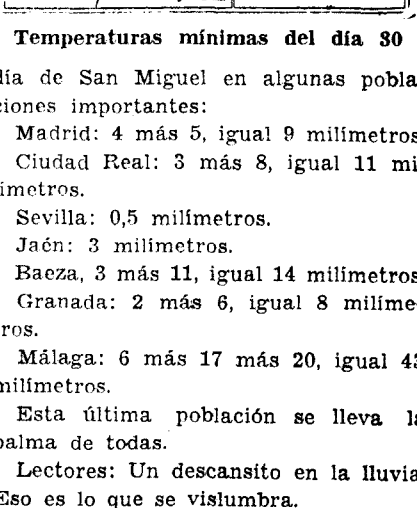 Temperaturas mínimas del día 30
día de San Miguel en algunas pobla
ciones importantes:
Madrid: 4 más 5, igual 9 milímetros
Ciudad Real: 3 más 8, igual 11 mi
límetros.
Sevilla: 0,5 milímetros.
Jaén: 3 milímetros.
Baeza, 3 más 11, igual 14 milímetros
Granada: 2 más 6, igual 8 milíme-
ros.
Málaga: 6 más 17 más 20, igual 43
milímetros.
Esta última población se lleva la
palma de todas.
Lectores: Un descansito en la lluvia
Eso es lo que se vislumbra.